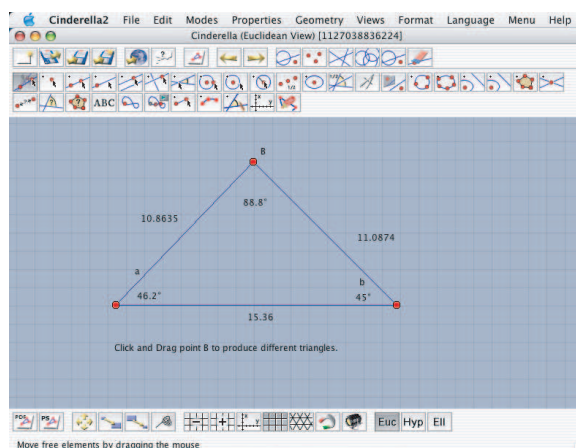 Cinderella2 File Edit Modes Properties Geometry Views Format Language Menu Help
Cinderella (Euclidean View) [1127038836224]
ABC
B
88.8°
10.8635
11.0874
a
b
46.2°
45°
15.36
Click and Drag point B to produce different triangles.
PDF PS Euc Hyp Ell
Move free elements by dragging the mouse